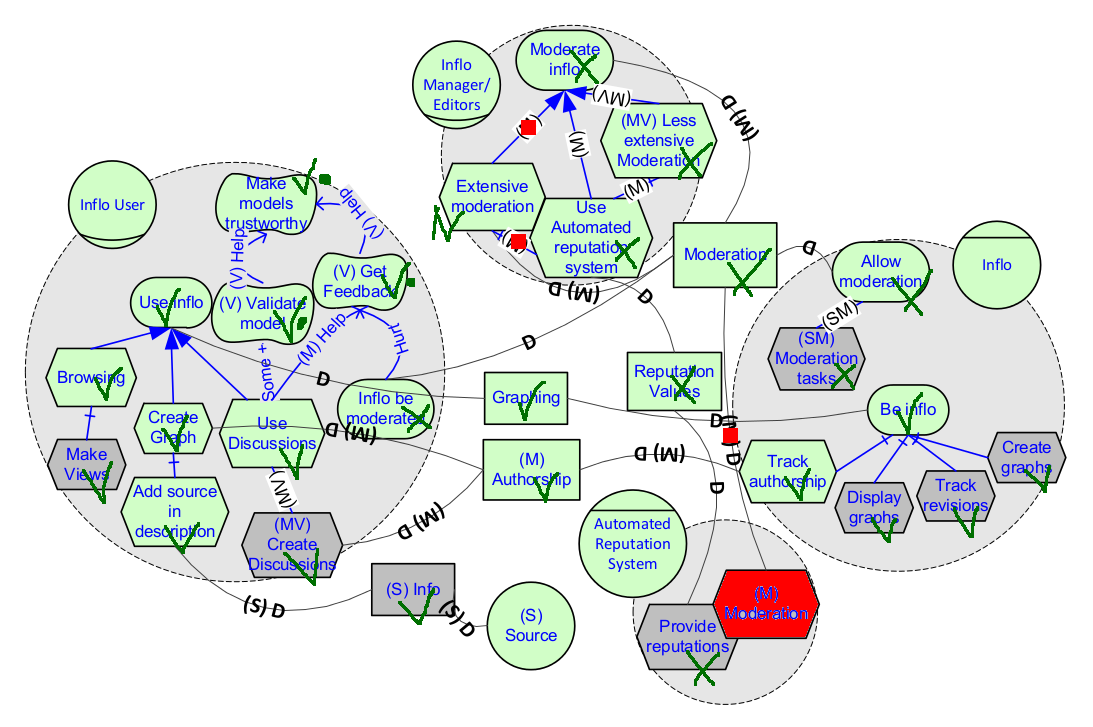 Moderate
inflo
Inflo
Manager/
Editors
(MV)
(MV) Less
extensive
Moderation
(M) D
(M)
(M)
Extensive
moderation
Use
Automated
reputation
system
Make
models
trustworthy
Inflo User
(V) Help
(V) Help
(V) Get
Feedback
Use Inflo
(V) Validate
model
(M) Help
Hurt
Some +
Moderation
D
Allow
moderation
Inflo
(SM)
(SM)
Moderation
tasks
(M) D
D
D
D
Browsing
Create
Graph
Use
Discussions
Inflo be
moderated
(M) D
Graphing
Reputation
Values
D
Be inflo
D
Make
Views
Add source
in
description
(MV)
(MV)
Create
Discussions
(M)
Authorship
(M) D
(M) D
Track
authorship
Display
graphs
Track
revisions
Create
graphs
D
Automated
Reputation
System
(S) Info
(S) D
(S) D
(S)
Source
Provide
reputations
(M)
Moderation